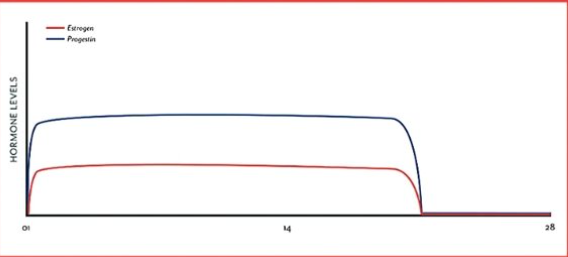 Estrogen
Progestin
HORMONE LEVELS
01
14
28